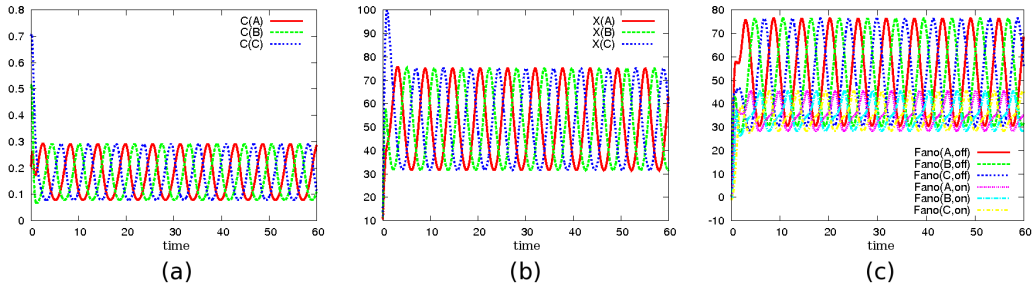 0.8
0.7
0.6
0.5
0.4
0.3
0.2
0.1
0
C(A)
C(B)
C(C)
0 10 20 30 40 50 60
time
(a)
100
90
80
70
60
50
40
30
20
10
X(A)
X(B)
X(C)
0 10 20 30 40 50 60
time
(b)
80
70
60
50
40
30
20
10
0
-10
Fano(A,off)
Fano(B,off)
Fano(C,off)
Fano(A,on)
Fano(B,on)
Fano(C,on)
0 10 20 30 40 50 60
time
(c)